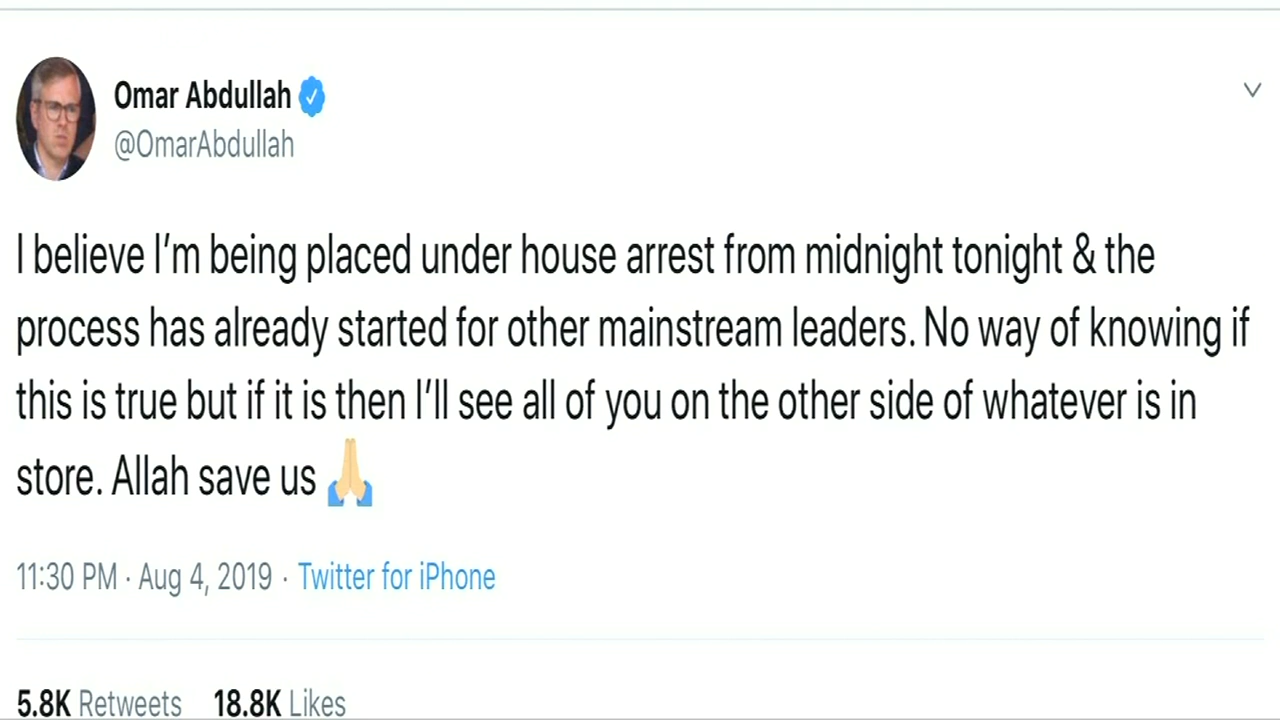 Omar Abdullah
@OmarAbdullah
I believe I'm being placed under house arrest from midnight tonight & the
process has already started for other mainstream leaders. No way of knowing if
this is true but if it is then I'll see all of you on the other side of whatever is in
store. Allah save us 🙏🏼
11:30 PM · Aug 4, 2019 · Twitter for iPhone
5.8K Retweets 18.8K Likes